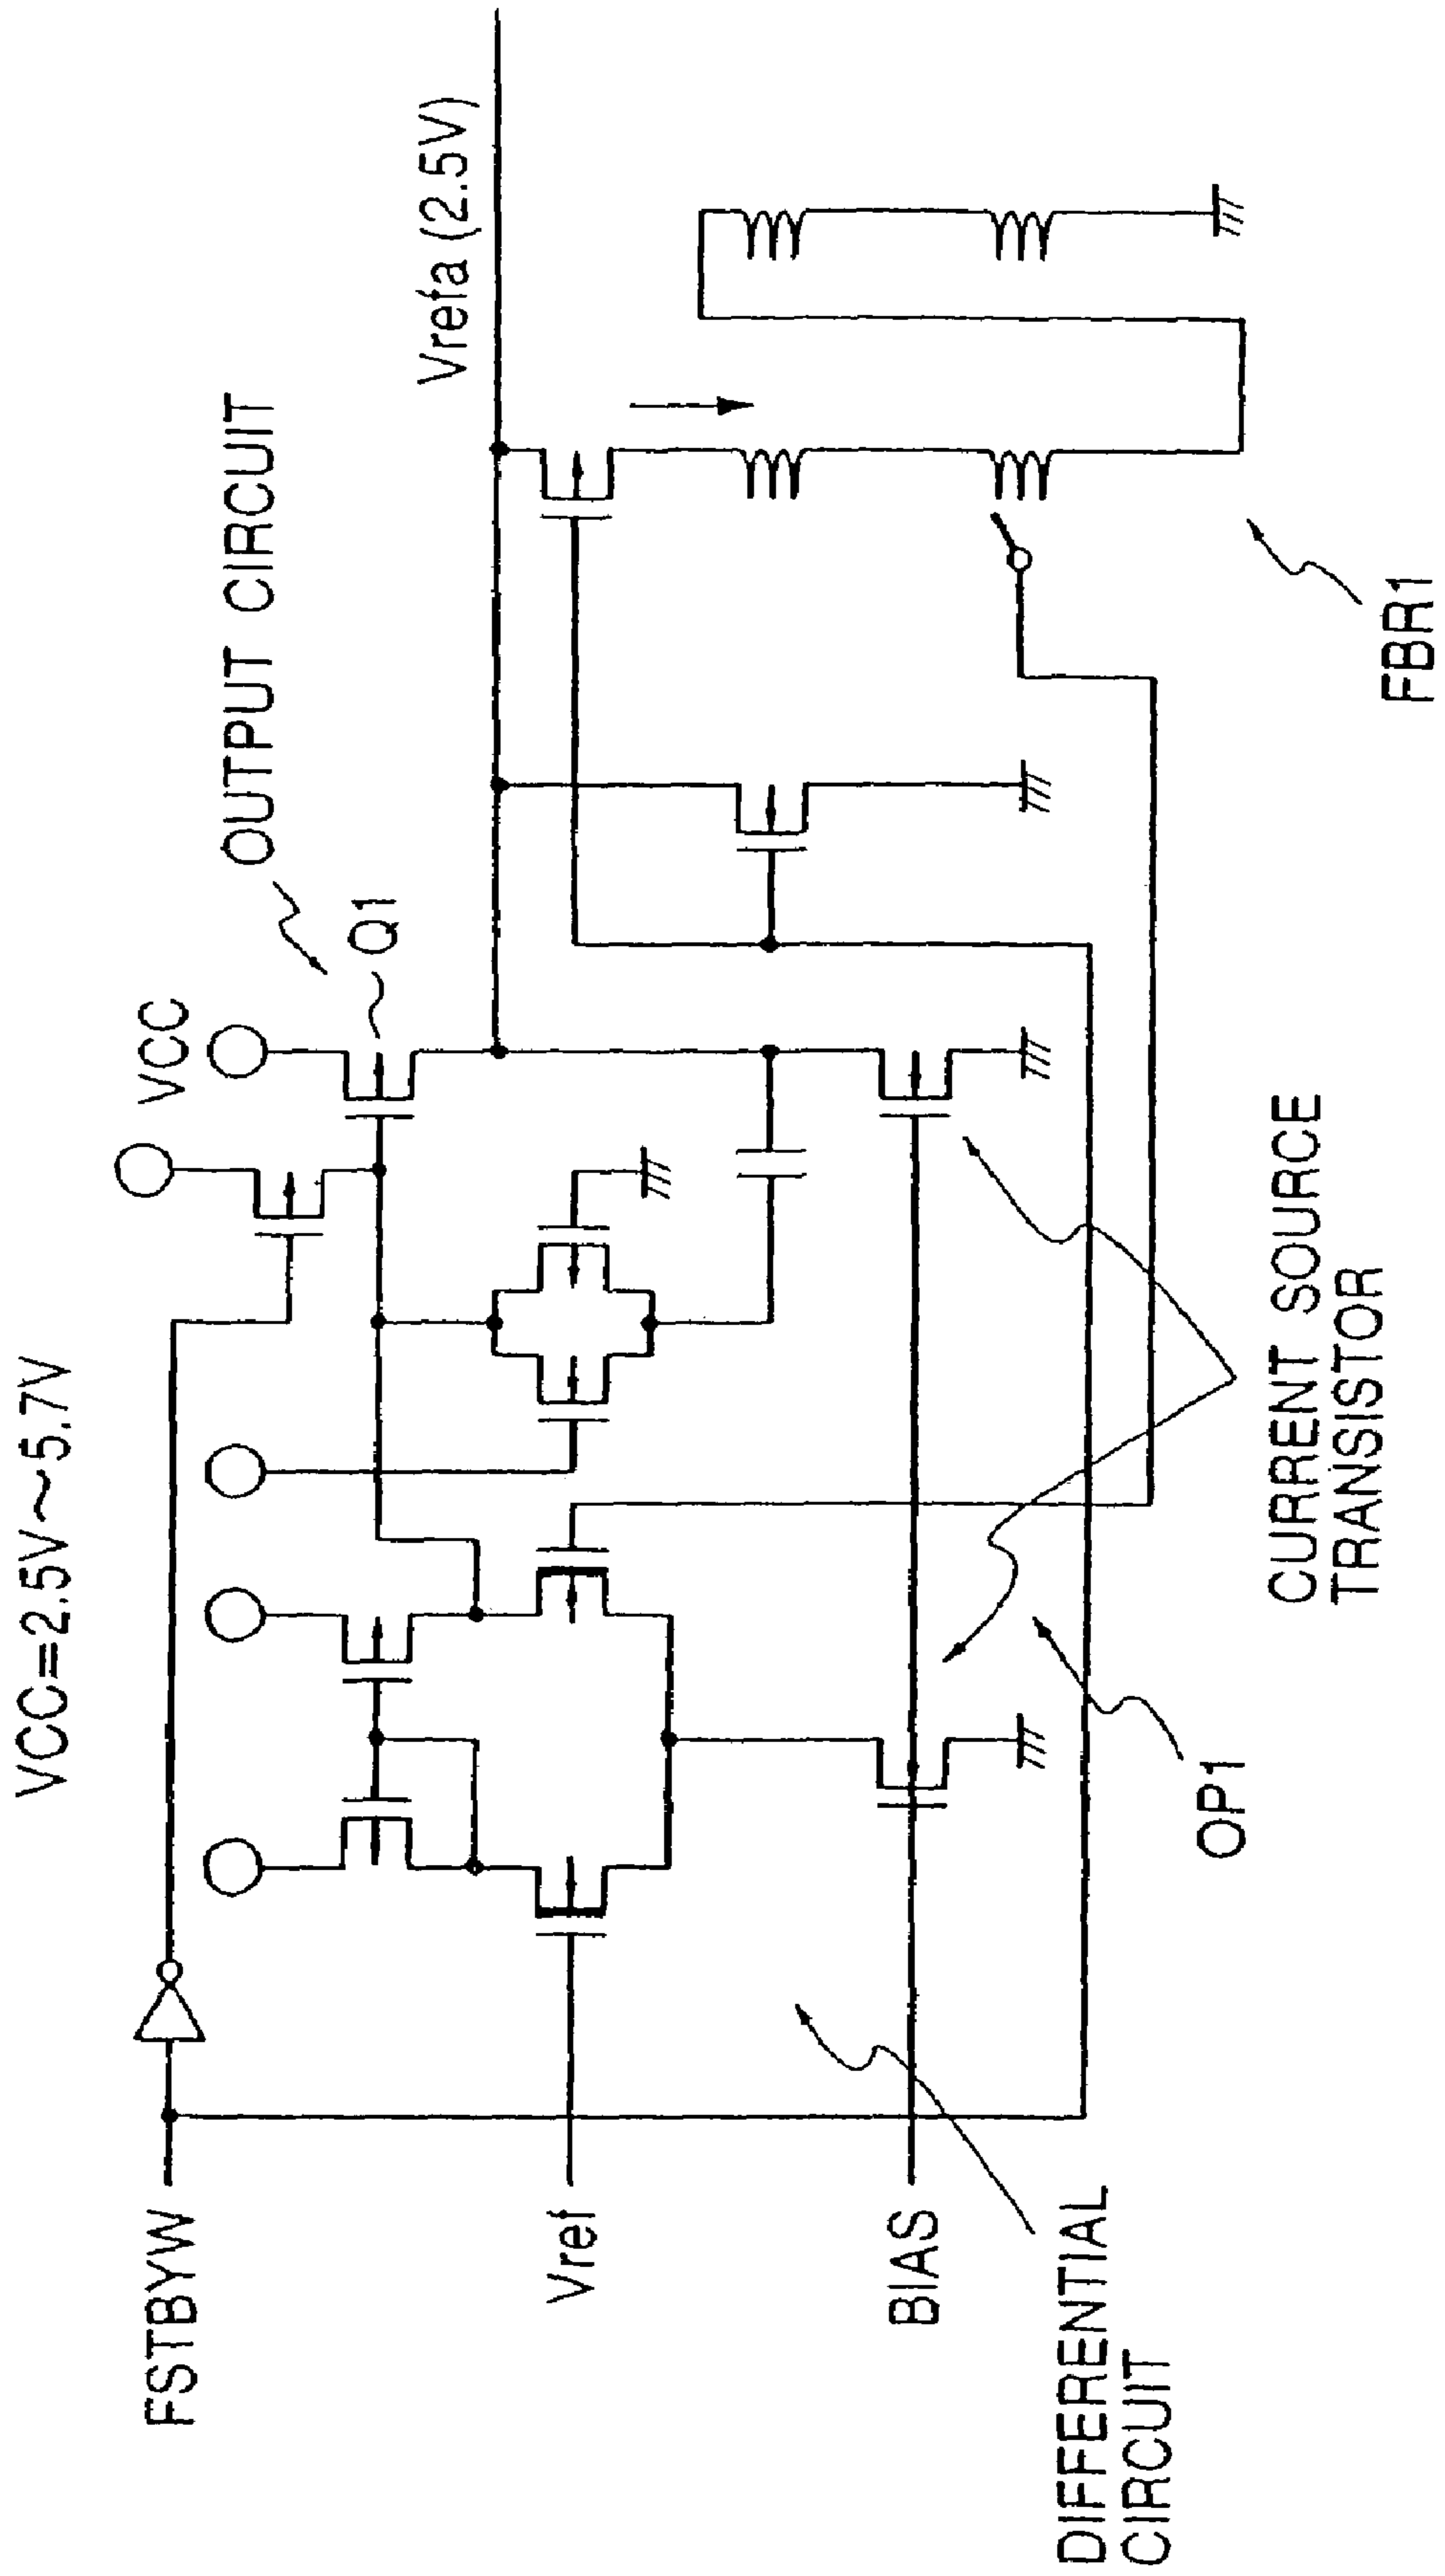 VCC=2.5V~5.7V
VCC
OUTPUT CIRCUIT
Q1
Vrefa (2.5V)
FSTBYW
Vref
BIAS
DIFFERENTIAL
CIRCUIT
OP1
CURRENT SOURCE
TRANSISTOR
FBR1